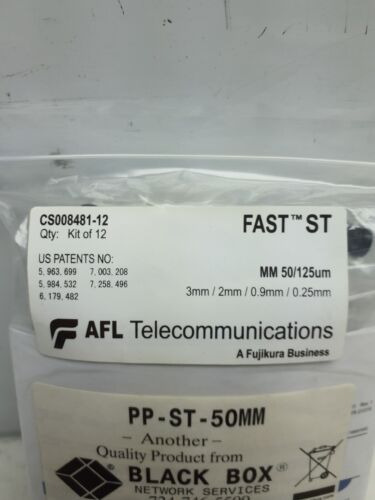 CS008481-12
FAST™ ST
Qty: Kit of 12
US PATENTS NO:
MM 50/125um
5, 963, 699 7, 003, 208
3mm / 2mm / 0.9mm / 0.25mm
5, 984, 532 7, 258, 496
6, 179, 482
AFL Telecommunications
A Fujikura Business
PP-ST-50MM
- Another -
Quality Product from
BLACK BOX®
NETWORK SERVICES